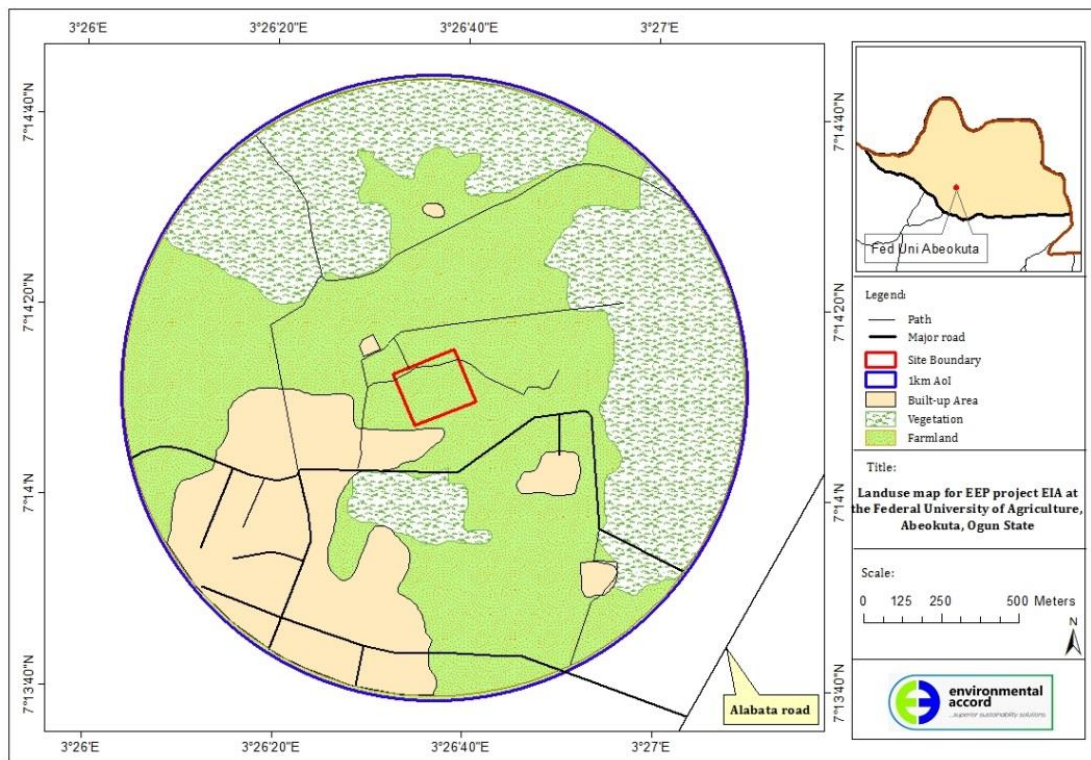 3°26'E 3°26'20"E 3°26'40"E 3°27'E
7°14'40"N
7°14'20"N
7°14'N
7°13'40"N
7°14'40"N
7°14'20"N
7°14'N
7°13'40"N
Alabata road
3°26'E 3°26'20"E 3°26'40"E 3°27'E
Fed Uni Abeokuta
Legend:
Path
Major road
Site Boundary
1km AoI
Built-up Area
Vegetation
Farmland
Title:
Landuse map for EEP project EIA at
the Federal University of Agriculture,
Abeokuta, Ogun State
Scale:
0 125 250 500 Meters
N
environmental
accord
...superior sustainability solutions.